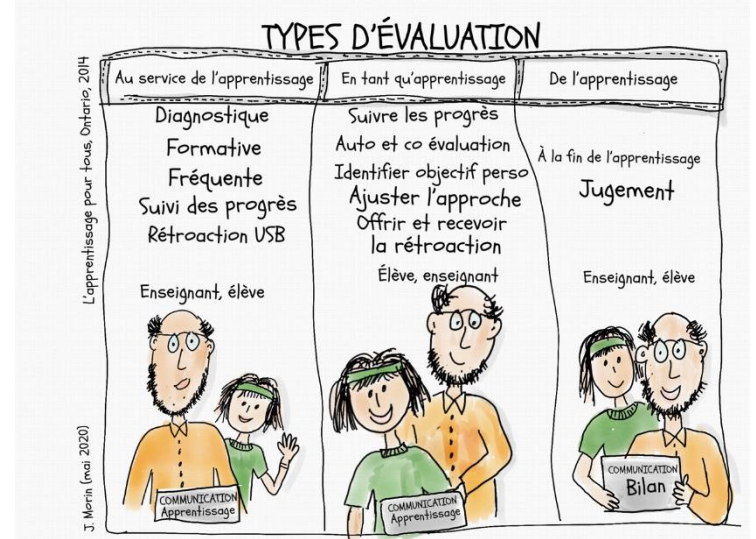 TYPES D'ÉVALUATION
Au service de l'apprentissage
En tant qu'apprentissage
De l'apprentissage
Diagnostique
Formative
Fréquente
Suivi des progrès
Rétroaction USB
Enseignant, élève
COMMUNICATION
Apprentissage
Suivre les progrès
Auto et co évaluation
Identifier objectif perso
Ajuster l'approche
Offrir et recevoir
la rétroaction
Élève, enseignant
COMMUNICATION
Apprentissage
À la fin de l'apprentissage
Jugement
Enseignant, élève
COMMUNICATION
Bilan
L'apprentissage pour tous, Ontario, 2014
J. Morin (mai 2020)